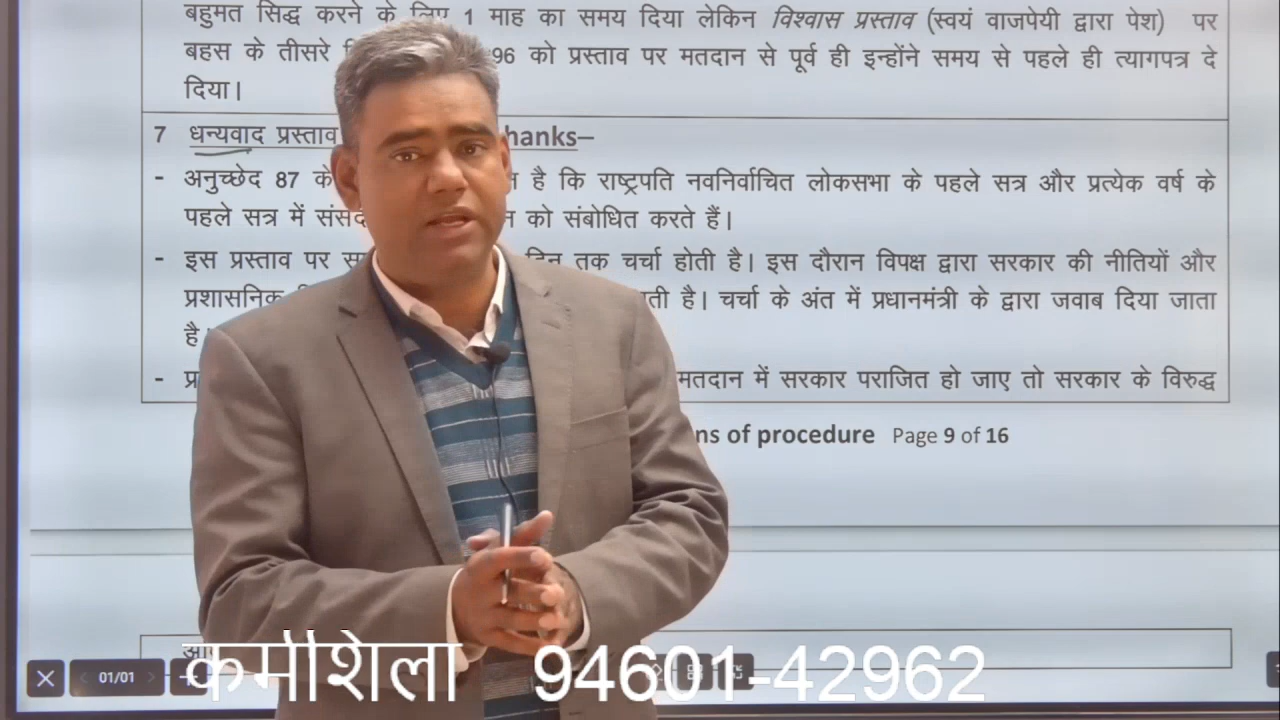 बहुमत सिद्ध करने के लिए 1 माह का समय दिया लेकिन विश्वास प्रस्ताव (स्वयं वाजपेयी द्वारा पेश) पर
बहस के तीसरे 96 को प्रस्ताव पर मतदान से पूर्व ही इन्होंने समय से पहले ही त्यागपत्र दे
दिया।
7 धन्यवाद प्रस्ताव hanks–
- अनुच्छेद 87 के है कि राष्ट्रपति नवनिर्वाचित लोकसभा के पहले सत्र और प्रत्येक वर्ष के
पहले सत्र में संसद को संबोधित करते हैं।
- इस प्रस्ताव पर दिन तक चर्चा होती है। इस दौरान विपक्ष द्वारा सरकार की नीतियों और
प्रशासनिक है। चर्चा के अंत में प्रधानमंत्री के द्वारा जवाब दिया जाता
है।
- मतदान में सरकार पराजित हो जाए तो सरकार के विरुद्ध
ns of procedure Page 9 of 16
01/01
कर्मशिला 94601-42962